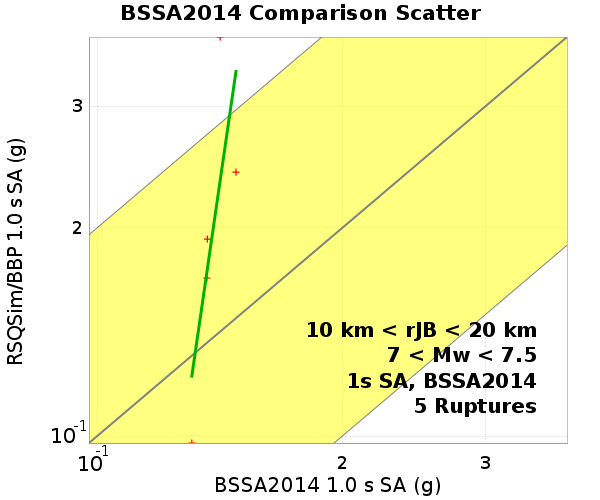 BSSA2014 Comparison Scatter
RSQSim/BBP 1.0 s SA (g)
3
2
10^-1
10 km < rJB < 20 km
7 < Mw < 7.5
1s SA, BSSA2014
5 Ruptures
10^-1 2 3
BSSA2014 1.0 s SA (g)